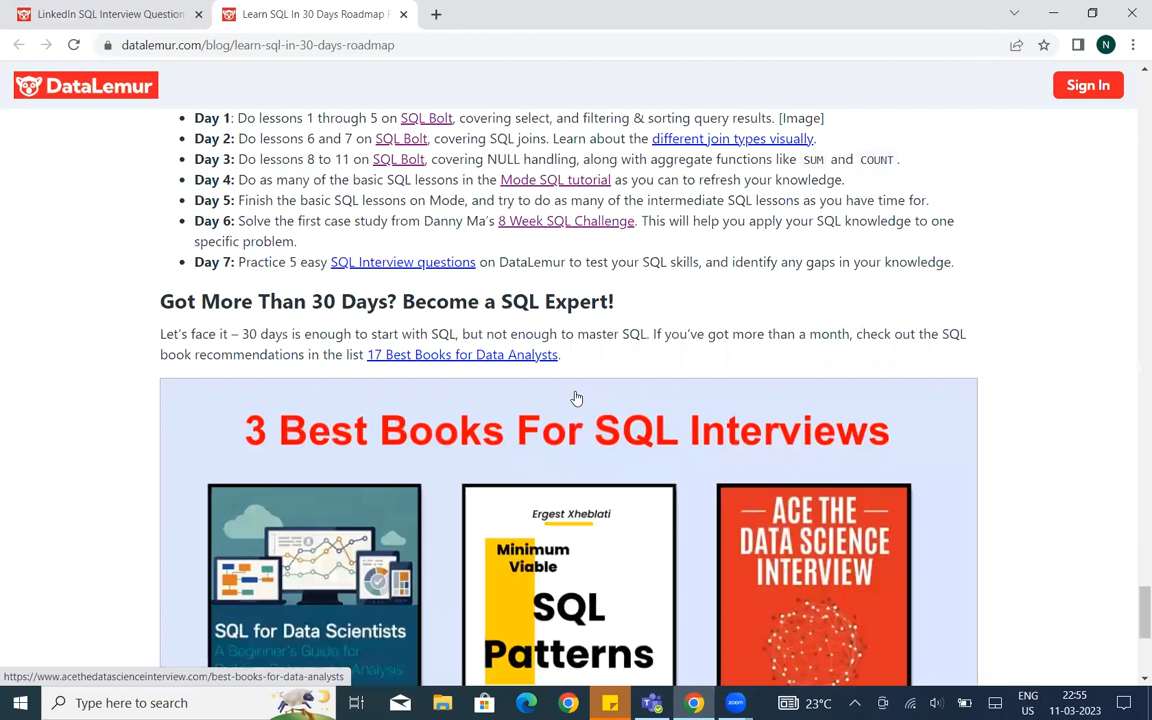 LinkedIn SQL Interview Question
Learn SQL In 30 Days Roadmap F
datalemur.com/blog/learn-sql-in-30-days-roadmap
N
DataLemur
Sign In
Day 1: Do lessons 1 through 5 on SQL Bolt, covering select, and filtering & sorting query results. [Image]
Day 2: Do lessons 6 and 7 on SQL Bolt, covering SQL joins. Learn about the different join types visually.
Day 3: Do lessons 8 to 11 on SQL Bolt, covering NULL handling, along with aggregate functions like SUM and COUNT.
Day 4: Do as many of the basic SQL lessons in the Mode SQL tutorial as you can to refresh your knowledge.
Day 5: Finish the basic SQL lessons on Mode, and try to do as many of the intermediate SQL lessons as you have time for.
Day 6: Solve the first case study from Danny Ma's 8 Week SQL Challenge. This will help you apply your SQL knowledge to one
specific problem.
Day 7: Practice 5 easy SQL Interview questions on DataLemur to test your SQL skills, and identify any gaps in your knowledge.
Got More Than 30 Days? Become a SQL Expert!
Let's face it – 30 days is enough to start with SQL, but not enough to master SQL. If you've got more than a month, check out the SQL
book recommendations in the list 17 Best Books for Data Analysts.
3 Best Books For SQL Interviews
SQL for Data Scientists
A Beginner's Guide for
Ergest Xheblati
Minimum
Viable
SQL
Patterns
ACE THE
DATA SCIENCE
INTERVIEW
https://www.acethedatascienceinterview.com/best-books-for-data-analysts
Type here to search
23°C
ENG
US
22:55
11-03-2023